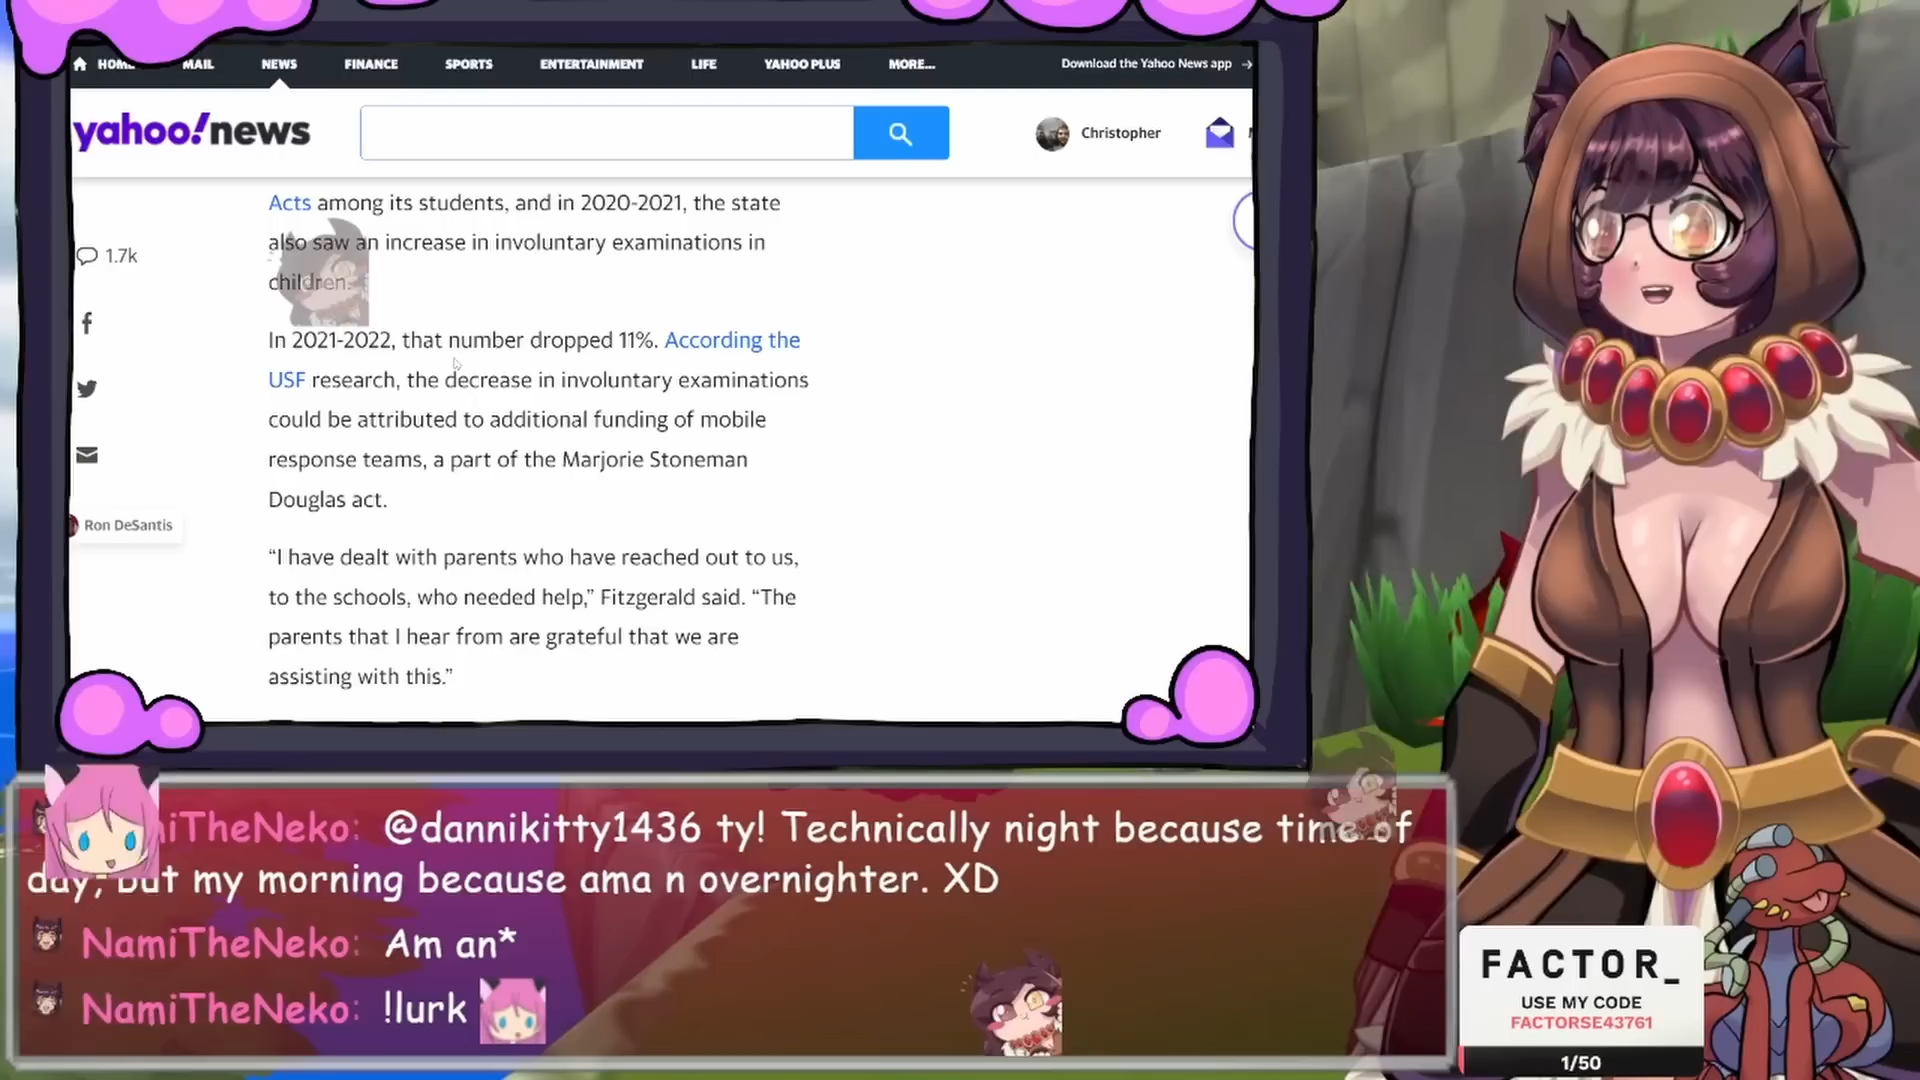 HOME MAIL NEWS FINANCE SPORTS ENTERTAINMENT LIFE YAHOO PLUS MORE... Download the Yahoo News app →
yahoo!news
Christopher
Acts among its students, and in 2020-2021, the state
also saw an increase in involuntary examinations in
children.
1.7k
In 2021-2022, that number dropped 11%. According the
USF research, the decrease in involuntary examinations
could be attributed to additional funding of mobile
response teams, a part of the Marjorie Stoneman
Douglas act.
Ron DeSantis
“I have dealt with parents who have reached out to us,
to the schools, who needed help,” Fitzgerald said. “The
parents that I hear from are grateful that we are
assisting with this.”
miTheNeko: @dannikitty1436 ty! Technically night because time of
day, but my morning because ama n overnighter. XD
NamiTheNeko: Am an*
NamiTheNeko: !lurk
FACTOR_
USE MY CODE
FACTORSE43761
1/50